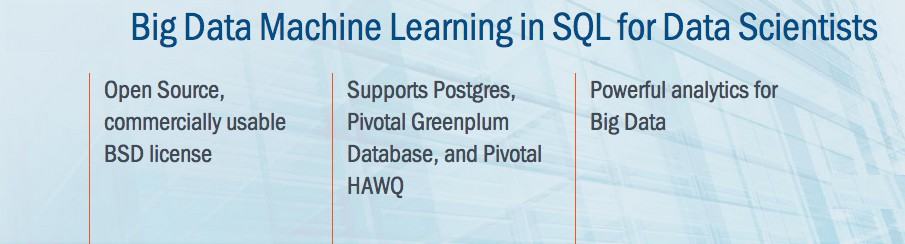 Big Data Machine Learning in SQL for Data Scientists
Open Source,
commercially usable
BSD license
Supports Postgres,
Pivotal Greenplum
Database, and Pivotal
HAWQ
Powerful analytics for
Big Data